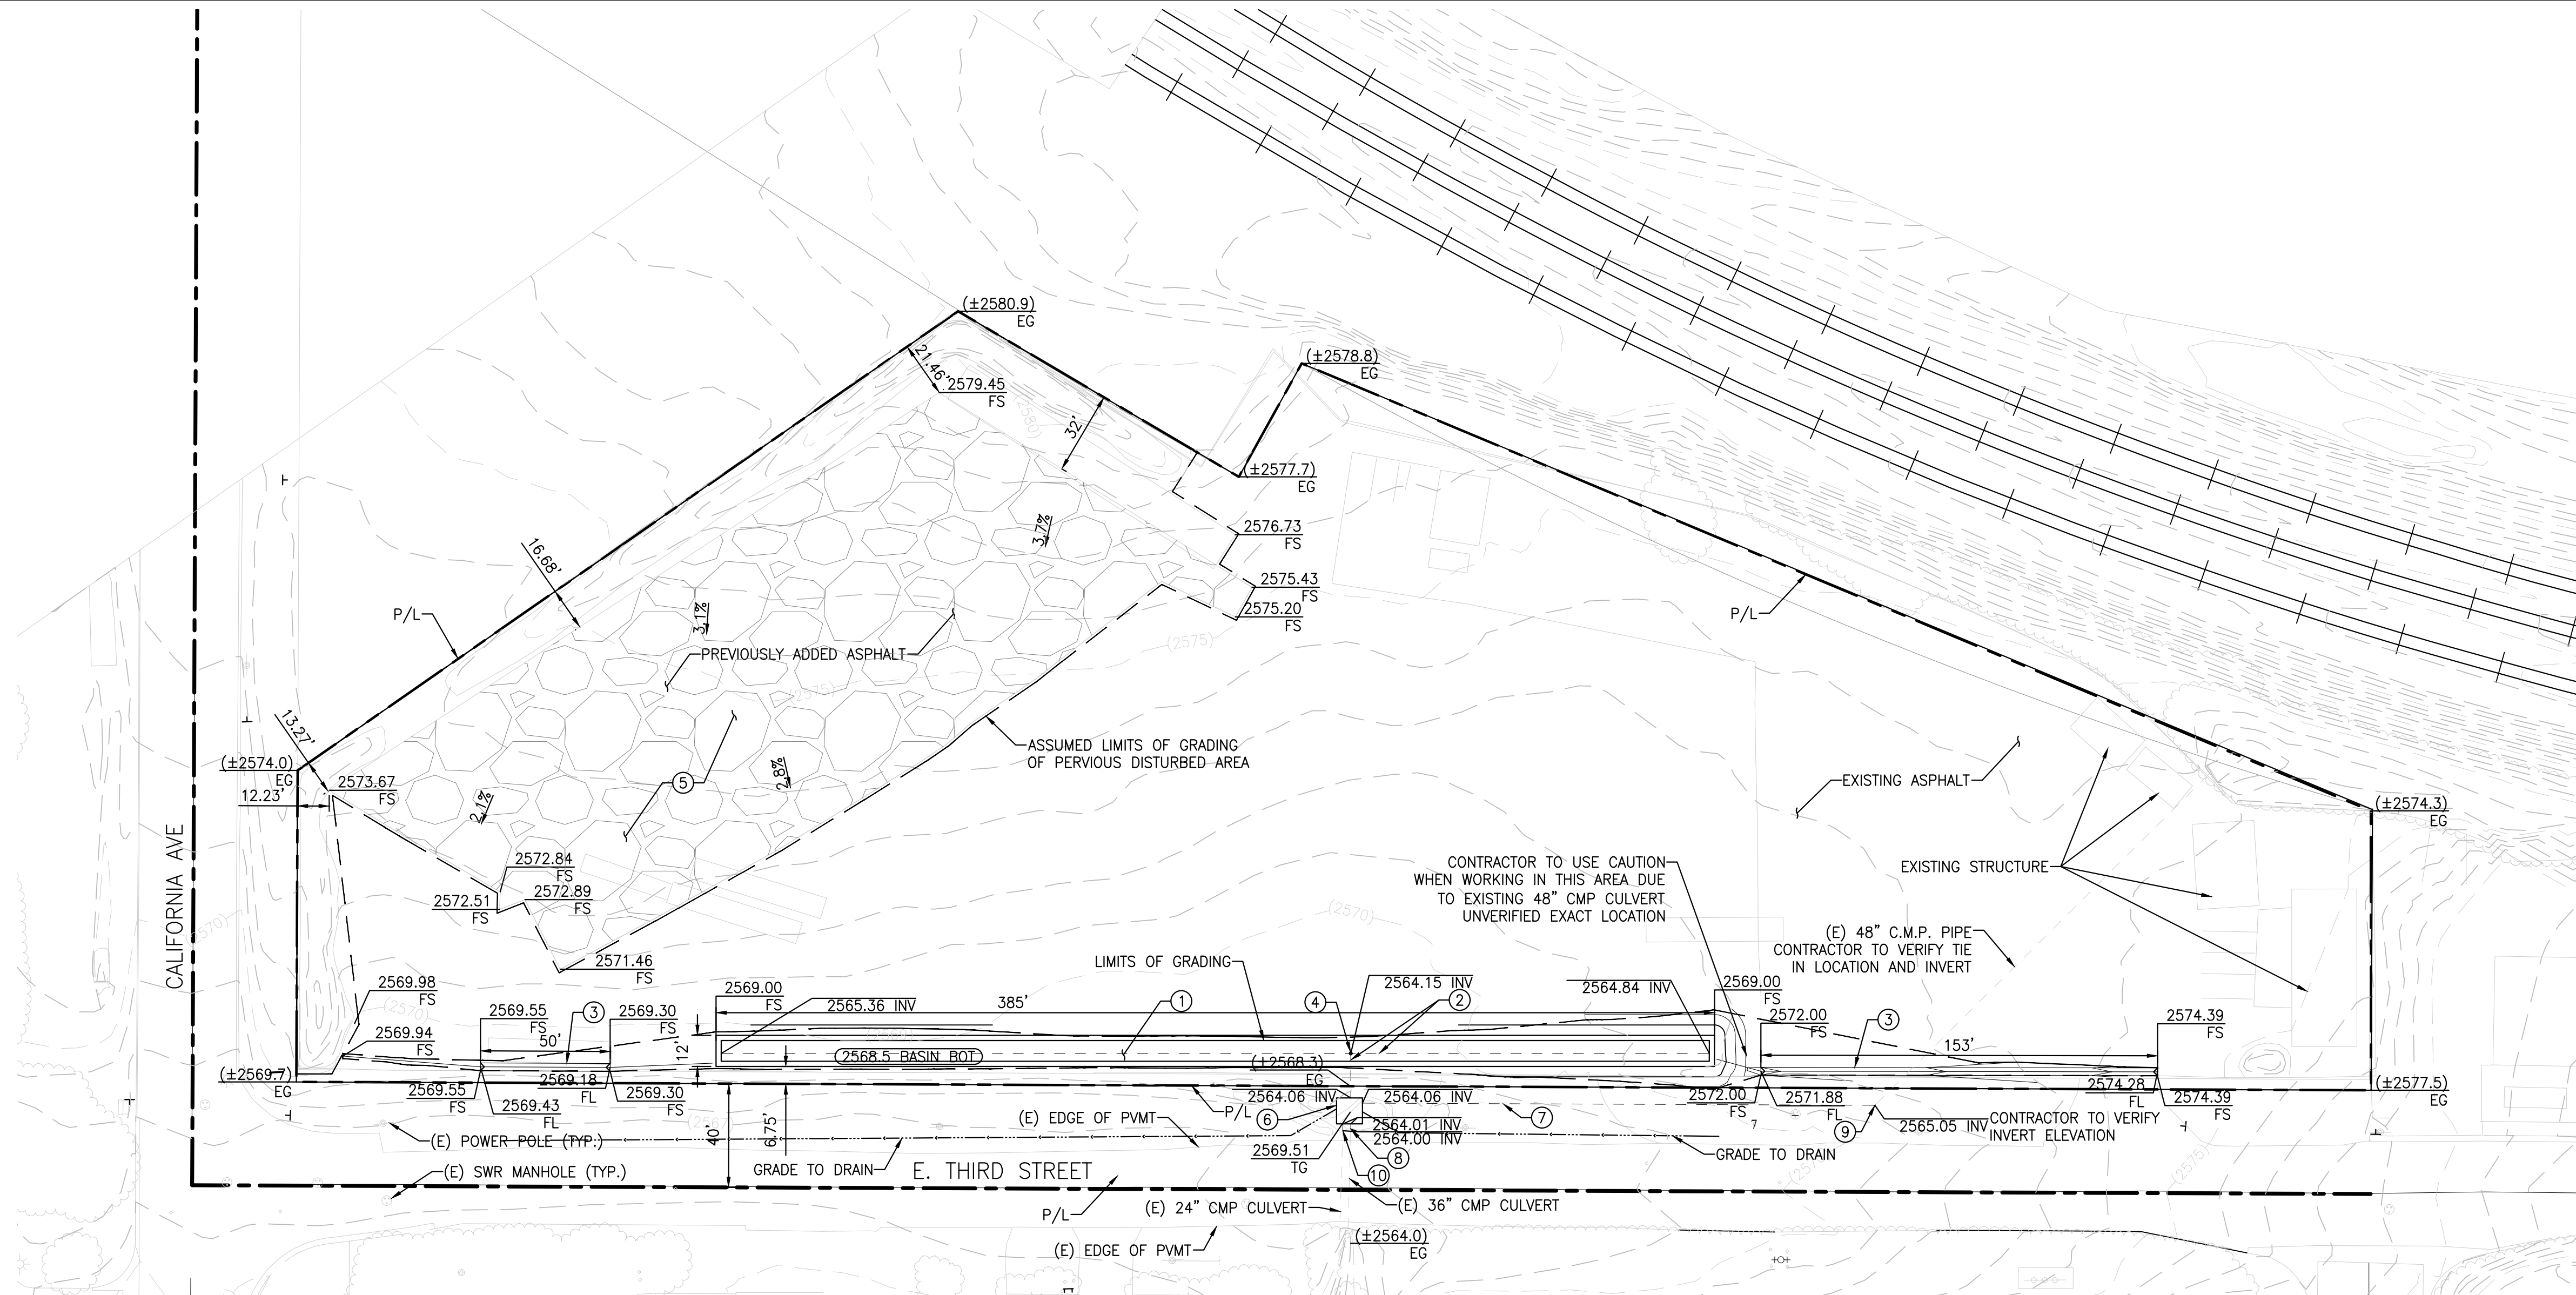 (±2580.9)
EG
21.46'
2579.45
FS
(2580)
32'
(±2578.8)
EG
(±2577.7)
EG
3.7%
2576.73
FS
2575.43
FS
2575.20
FS
16.68'
P/L
3.1%
PREVIOUSLY ADDED ASPHALT
(2575)
(2575)
P/L
13.27'
(±2574.0)
EG
12.23'
2573.67
FS
2.1%
2.8%
5
ASSUMED LIMITS OF GRADING
OF PERVIOUS DISTURBED AREA
EXISTING ASPHALT
(±2574.3)
EG
CALIFORNIA AVE
(2570)
2572.84
FS
2572.89
FS
2572.51
FS
2571.46
FS
(2570)
CONTRACTOR TO USE CAUTION
WHEN WORKING IN THIS AREA DUE
TO EXISTING 48" CMP CULVERT
UNVERIFIED EXACT LOCATION
EXISTING STRUCTURE
(E) 48" C.M.P. PIPE
CONTRACTOR TO VERIFY TIE
IN LOCATION AND INVERT
LIMITS OF GRADING
2569.98
FS
(2570)
2569.94
FS
2569.55
FS
3
2569.30
FS
50'
12'
2569.00
FS
2565.36 INV
385'
1
4
2564.15 INV
2
2564.84 INV
2569.00
FS
2572.00
FS
3
153'
2574.39
FS
2568.5 BASIN BOT
(±2568.3)
EG
(±2569.7)
EG
2569.55
FS
2569.43
FL
2569.18
FL
2569.30
FS
2564.06 INV
2564.06 INV
P/L
6
7
2564.01 INV
2564.00 INV
8
2569.51
TG
10
2572.00
FS
2571.88
FL
7
9
2565.05 INV
CONTRACTOR TO VERIFY
INVERT ELEVATION
2574.28
FL
2574.39
FS
(±2577.5)
EG
(E) POWER POLE (TYP.)
(E) SWR MANHOLE (TYP.)
40'
6.75'
GRADE TO DRAIN
(E) EDGE OF PVMT
E. THIRD STREET
GRADE TO DRAIN
(2575)
P/L
(E) 24" CMP CULVERT
(E) 36" CMP CULVERT
(E) EDGE OF PVMT
(±2564.0)
EG